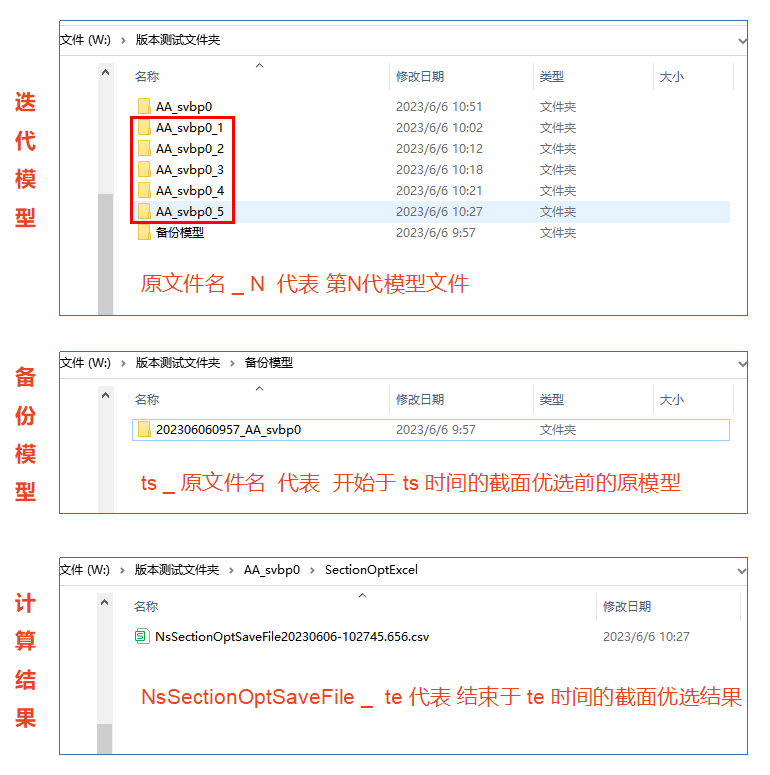 文件 (W:) › 版本测试文件夹
名称 修改日期 类型 大小
AA_svbp0 2023/6/6 10:51 文件夹
AA_svbp0_1 2023/6/6 10:02 文件夹
AA_svbp0_2 2023/6/6 10:12 文件夹
AA_svbp0_3 2023/6/6 10:18 文件夹
AA_svbp0_4 2023/6/6 10:21 文件夹
AA_svbp0_5 2023/6/6 10:27 文件夹
备份模型 2023/6/6 9:57 文件夹
迭代模型
原文件名 _ N 代表 第N代模型文件
文件 (W:) › 版本测试文件夹 › 备份模型
名称 修改日期 类型 大小
202306060957_AA_svbp0 2023/6/6 9:57 文件夹
备份模型
ts _ 原文件名 代表 开始于 ts 时间的截面优选前的原模型
文件 (W:) › 版本测试文件夹 › AA_svbp0 › SectionOptExcel
名称 修改日期
NsSectionOptSaveFile20230606-102745.656.csv 2023/6/6 10:27
计算结果
NsSectionOptSaveFile _ te 代表 结束于 te 时间的截面优选结果